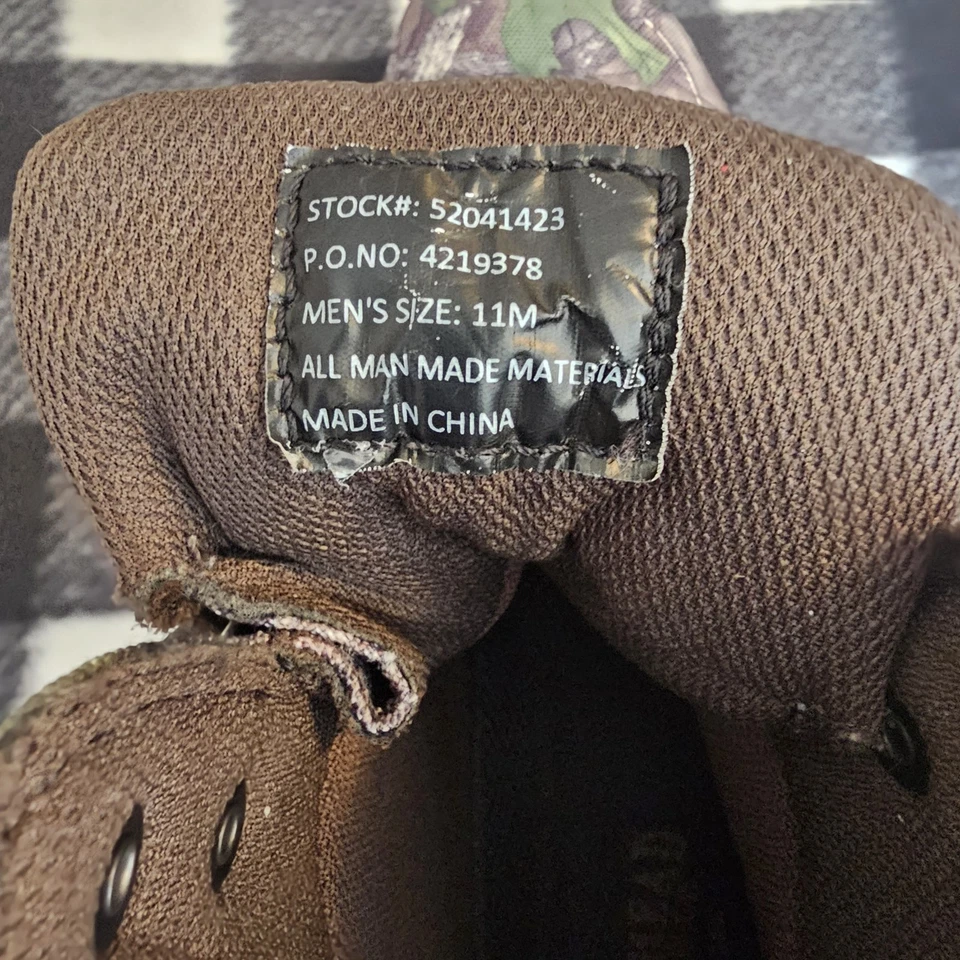 STOCK#: 52041423
P.O.NO: 4219378
MEN'S SIZE: 11M
ALL MAN MADE MATERIALS
MADE IN CHINA